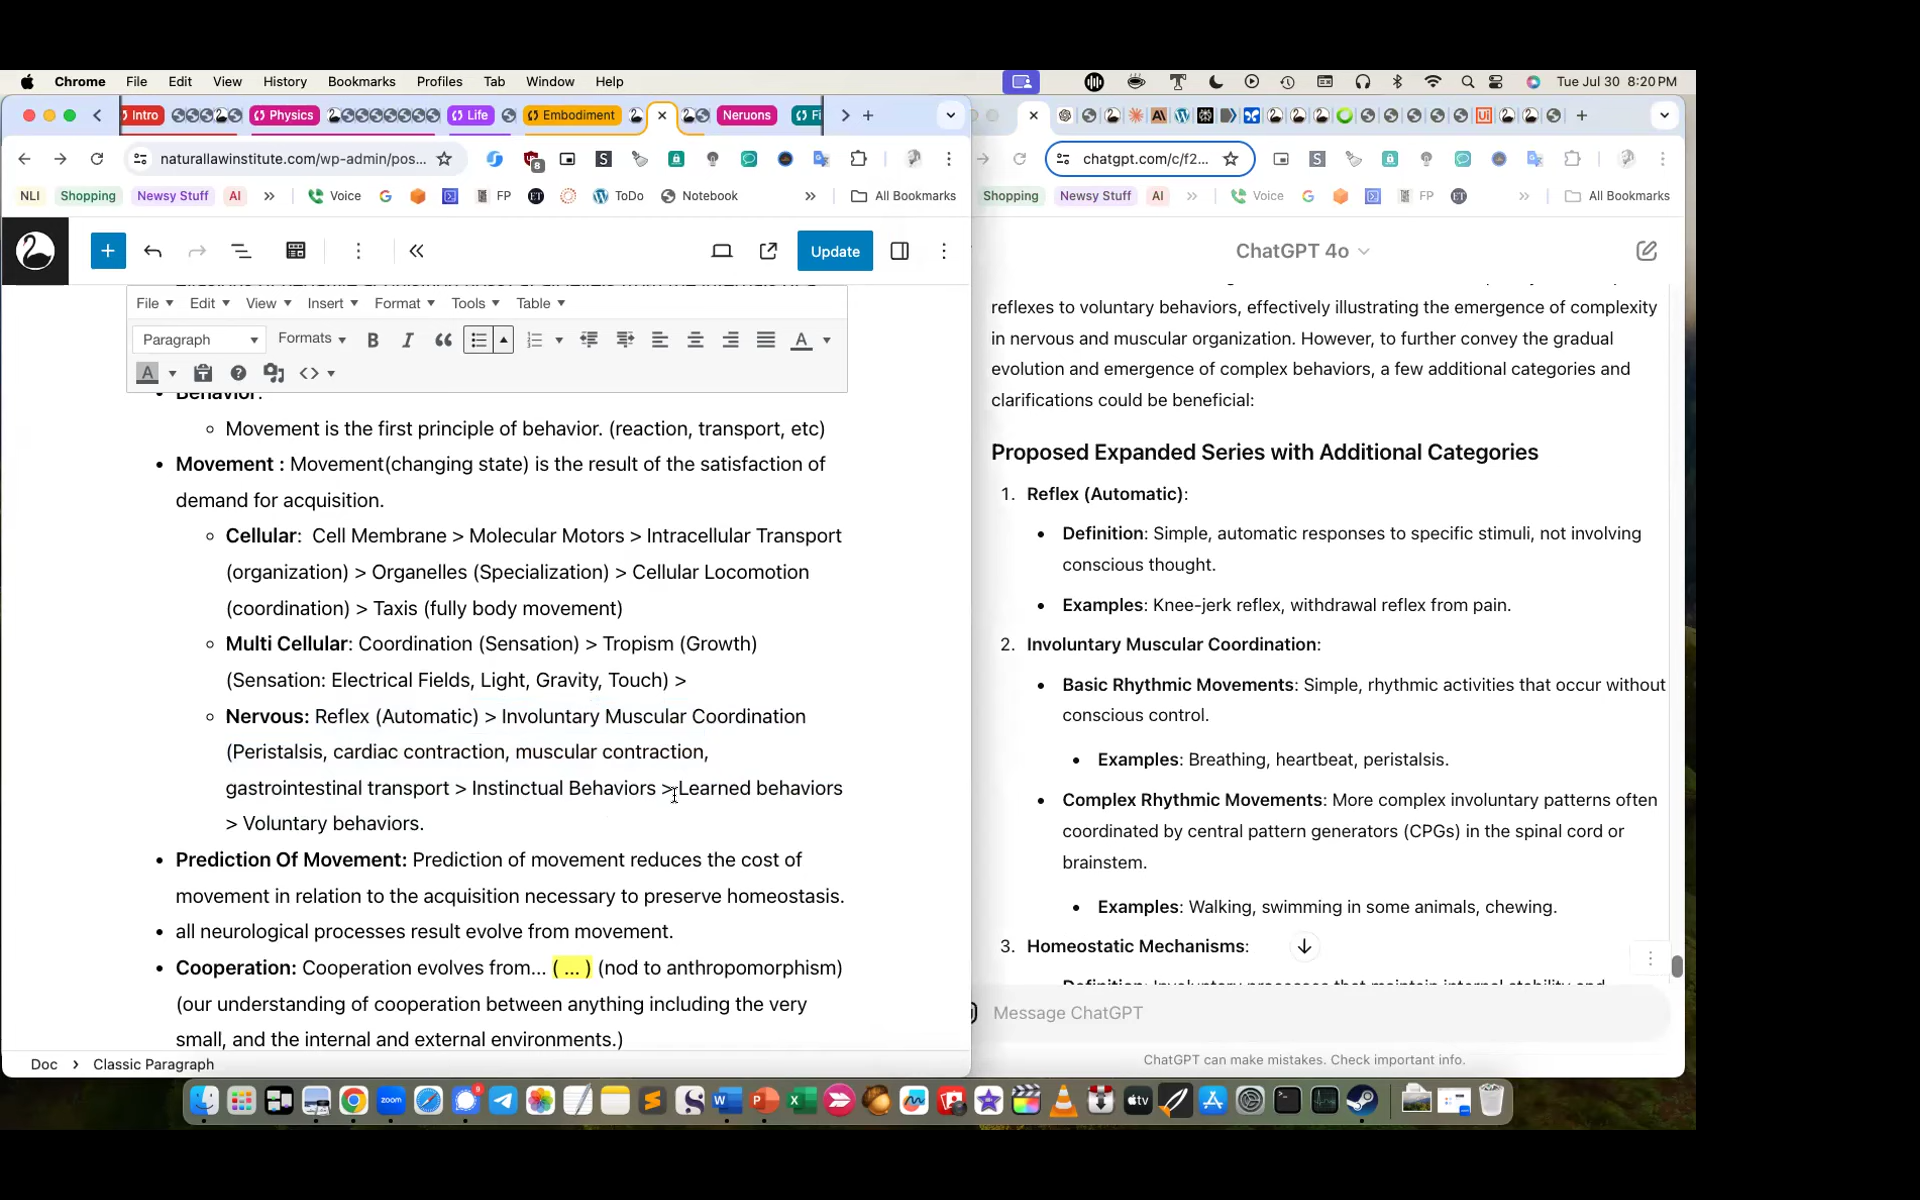 Chrome File Edit View History Bookmarks Profiles Tab Window Help Tue Jul 30 8:20 PM
Intro Physics Life Embodiment Neruons Fi
naturallawinstitute.com/wp-admin/pos...
8
NLI Shopping Newsy Stuff AI » Voice FP ToDo Notebook » All Bookmarks
Update
File Edit View Insert Format Tools Table
Paragraph Formats B I A
A
Behavior:
Movement is the first principle of behavior. (reaction, transport, etc)
Movement : Movement(changing state) is the result of the satisfaction of
demand for acquisition.
Cellular: Cell Membrane > Molecular Motors > Intracellular Transport
(organization) > Organelles (Specialization) > Cellular Locomotion
(coordination) > Taxis (fully body movement)
Multi Cellular: Coordination (Sensation) > Tropism (Growth)
(Sensation: Electrical Fields, Light, Gravity, Touch) >
Nervous: Reflex (Automatic) > Involuntary Muscular Coordination
(Peristalsis, cardiac contraction, muscular contraction,
gastrointestinal transport > Instinctual Behaviors > Learned behaviors
> Voluntary behaviors.
Prediction Of Movement: Prediction of movement reduces the cost of
movement in relation to the acquisition necessary to preserve homeostasis.
all neurological processes result evolve from movement.
Cooperation: Cooperation evolves from... ( ... ) (nod to anthropomorphism)
(our understanding of cooperation between anything including the very
small, and the internal and external environments.)
Doc > Classic Paragraph
chatgpt.com/c/f2...
Shopping Newsy Stuff AI » Voice FP » All Bookmarks
ChatGPT 4o
reflexes to voluntary behaviors, effectively illustrating the emergence of complexity
in nervous and muscular organization. However, to further convey the gradual
evolution and emergence of complex behaviors, a few additional categories and
clarifications could be beneficial:
Proposed Expanded Series with Additional Categories
1. Reflex (Automatic):
Definition: Simple, automatic responses to specific stimuli, not involving
conscious thought.
Examples: Knee-jerk reflex, withdrawal reflex from pain.
2. Involuntary Muscular Coordination:
Basic Rhythmic Movements: Simple, rhythmic activities that occur without
conscious control.
Examples: Breathing, heartbeat, peristalsis.
Complex Rhythmic Movements: More complex involuntary patterns often
coordinated by central pattern generators (CPGs) in the spinal cord or
brainstem.
Examples: Walking, swimming in some animals, chewing.
3. Homeostatic Mechanisms:
Message ChatGPT
ChatGPT can make mistakes. Check important info.
zoom
tv